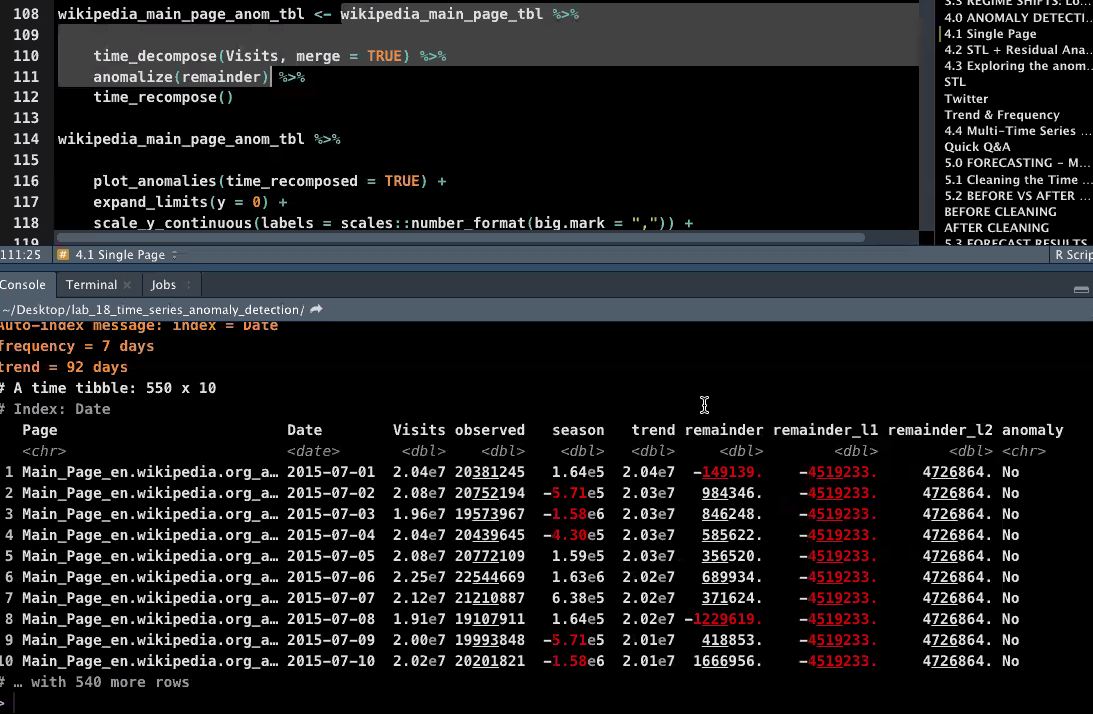 108 wikipedia_main_page_anom_tbl <- wikipedia_main_page_tbl %>%
109
110 time_decompose(Visits, merge = TRUE) %>%
111 anomalize(remainder) %>%
112 time_recompose()
113
114 wikipedia_main_page_anom_tbl %>%
115
116 plot_anomalies(time_recomposed = TRUE) +
117 expand_limits(y = 0) +
118 scale_y_continuous(labels = scales::number_format(big.mark = ",")) +
119
3.3 REGIME SHIFTS: Lo...
4.0 ANOMALY DETECTI...
4.1 Single Page
4.2 STL + Residual Ana...
4.3 Exploring the anom...
STL
Twitter
Trend & Frequency
4.4 Multi-Time Series ...
Quick Q&A
5.0 FORECASTING - M...
5.1 Cleaning the Time ...
5.2 BEFORE VS AFTER ...
BEFORE CLEANING
AFTER CLEANING
5.3 FORECAST RESULTS
111:25 # 4.1 Single Page R Scrip
Console Terminal × Jobs
~/Desktop/lab_18_time_series_anomaly_detection/
Auto-index message: index = Date
frequency = 7 days
trend = 92 days
# A time tibble: 550 x 10
# Index: Date
Page Date Visits observed season trend remainder remainder_l1 remainder_l2 anomaly
<chr> <date> <dbl> <dbl> <dbl> <dbl> <dbl> <dbl> <dbl> <chr>
1 Main_Page_en.wikipedia.org_a… 2015-07-01 2.04e7 20381245 1.64e5 2.04e7 -149139. -4519233. 4726864. No
2 Main_Page_en.wikipedia.org_a… 2015-07-02 2.08e7 20752194 -5.71e5 2.03e7 984346. -4519233. 4726864. No
3 Main_Page_en.wikipedia.org_a… 2015-07-03 1.96e7 19573967 -1.58e6 2.03e7 846248. -4519233. 4726864. No
4 Main_Page_en.wikipedia.org_a… 2015-07-04 2.04e7 20439645 -4.30e5 2.03e7 585622. -4519233. 4726864. No
5 Main_Page_en.wikipedia.org_a… 2015-07-05 2.08e7 20772109 1.59e5 2.03e7 356520. -4519233. 4726864. No
6 Main_Page_en.wikipedia.org_a… 2015-07-06 2.25e7 22544669 1.63e6 2.02e7 689934. -4519233. 4726864. No
7 Main_Page_en.wikipedia.org_a… 2015-07-07 2.12e7 21210887 6.38e5 2.02e7 371624. -4519233. 4726864. No
8 Main_Page_en.wikipedia.org_a… 2015-07-08 1.91e7 19107911 1.64e5 2.02e7 -1229619. -4519233. 4726864. No
9 Main_Page_en.wikipedia.org_a… 2015-07-09 2.00e7 19993848 -5.71e5 2.01e7 418853. -4519233. 4726864. No
10 Main_Page_en.wikipedia.org_a… 2015-07-10 2.02e7 20201821 -1.58e6 2.01e7 1666956. -4519233. 4726864. No
# … with 540 more rows
>